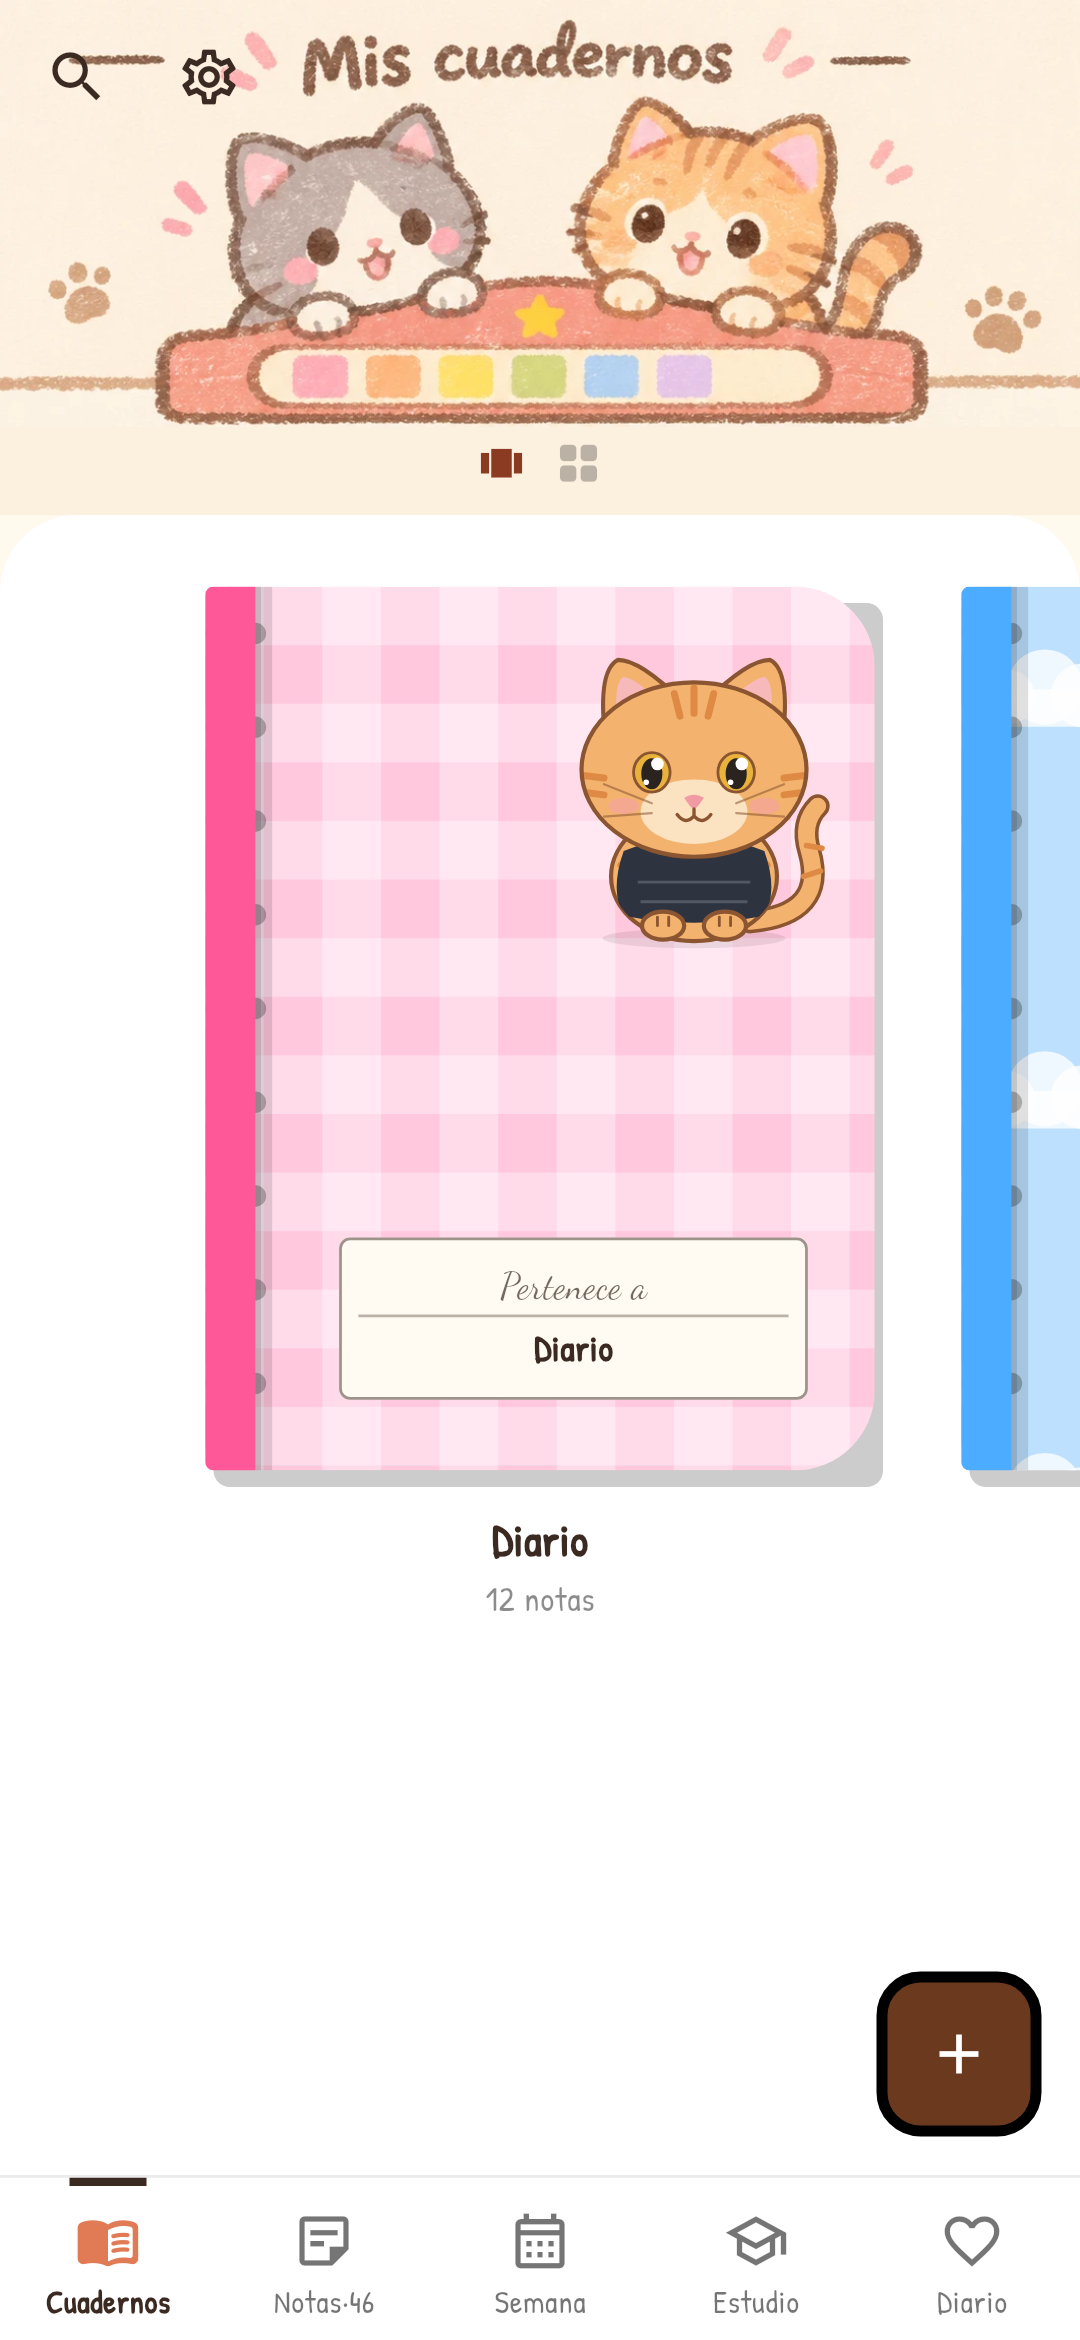 Mis cuadernos
Pertenece a
Diario
Diario
12 notas
Cuadernos
Notas·46
Semana
Estudio
Diario